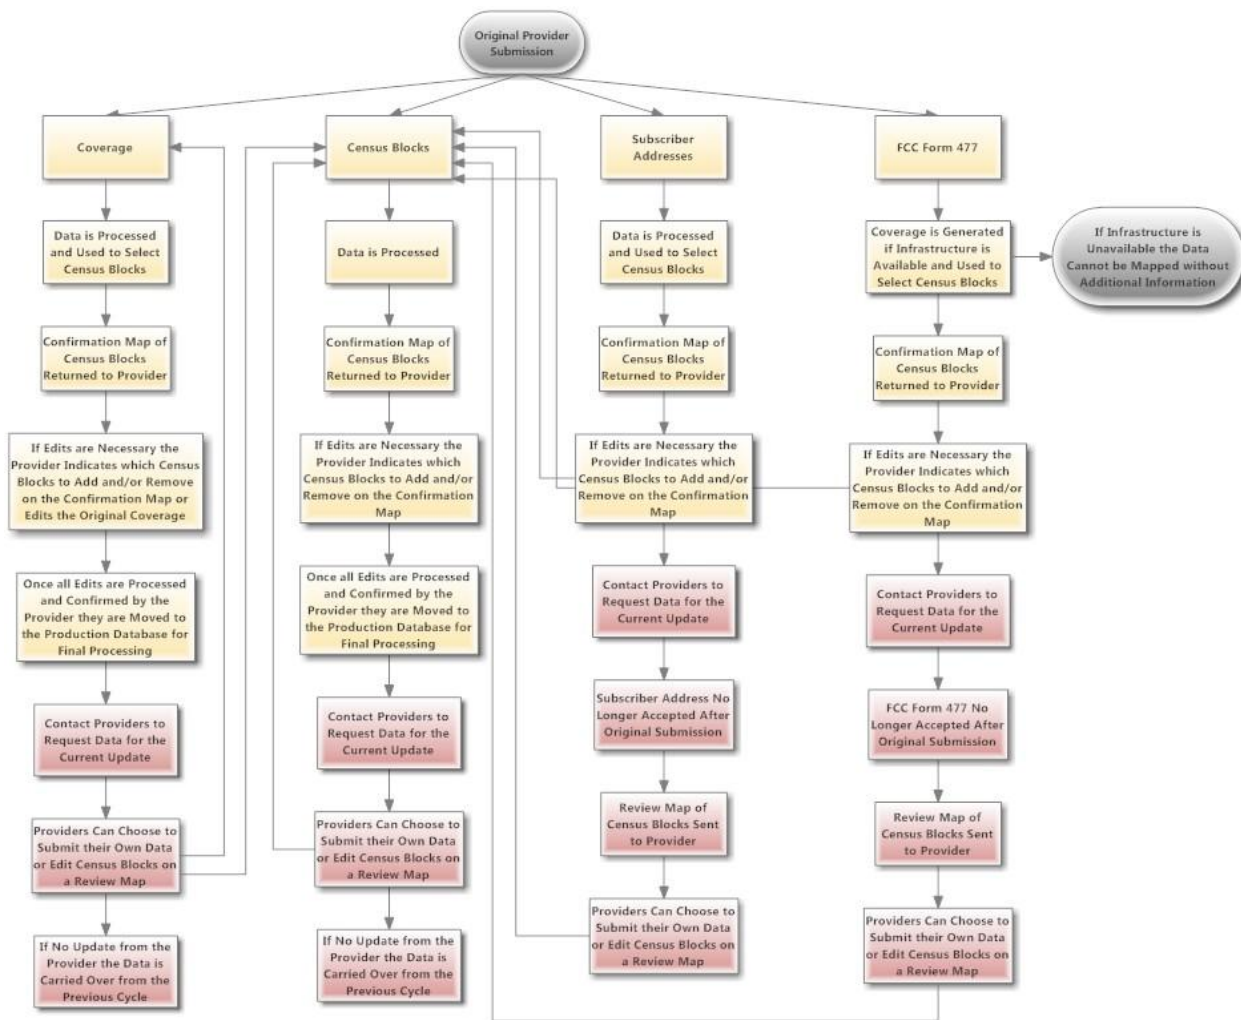 Original Provider
Submission
Coverage
Census Blocks
Subscriber
Addresses
FCC Form 477
Data is Processed
and Used to Select
Census Blocks
Data is Processed
Data is Processed
and Used to Select
Census Blocks
Coverage is Generated
if Infrastructure is
Available and Used to
Select Census Blocks
If Infrastructure is
Unavailable the Data
Cannot be Mapped without
Additional Information
Confirmation Map of
Census Blocks
Returned to Provider
Confirmation Map of
Census Blocks
Returned to Provider
Confirmation Map of
Census Blocks
Returned to Provider
Confirmation Map of
Census Blocks
Returned to Provider
If Edits are Necessary the
Provider Indicates which Census
Blocks to Add and/or Remove
on the Confirmation Map or
Edits the Original Coverage
If Edits are Necessary the
Provider Indicates which
Census Blocks to Add and/or
Remove on the Confirmation
Map
If Edits are Necessary the
Provider Indicates which
Census Blocks to Add and/or
Remove on the Confirmation
Map
If Edits are Necessary the
Provider Indicates which
Census Blocks to Add and/or
Remove on the Confirmation
Map
Once all Edits are Processed
and Confirmed by the
Provider they are Moved to
the Production Database for
Final Processing
Once all Edits are Processed
and Confirmed by the
Provider they are Moved to
the Production Database for
Final Processing
Contact Providers to
Request Data for the
Current Update
Contact Providers to
Request Data for the
Current Update
Contact Providers to
Request Data for the
Current Update
Contact Providers to
Request Data for the
Current Update
Subscriber Address No
Longer Accepted After
Original Submission
FCC Form 477 No
Longer Accepted After
Original Submission
Providers Can Choose to
Submit their Own Data
or Edit Census Blocks on
a Review Map
Providers Can Choose to
Submit their Own Data
or Edit Census Blocks on
a Review Map
Review Map of
Census Blocks Sent
to Provider
Review Map of
Census Blocks Sent
to Provider
If No Update from the
Provider the Data is
Carried Over from the
Previous Cycle
If No Update from the
Provider the Data is
Carried Over from the
Previous Cycle
Providers Can Choose to
Submit their Own Data
or Edit Census Blocks on
a Review Map
Providers Can Choose to
Submit their Own Data
or Edit Census Blocks on
a Review Map